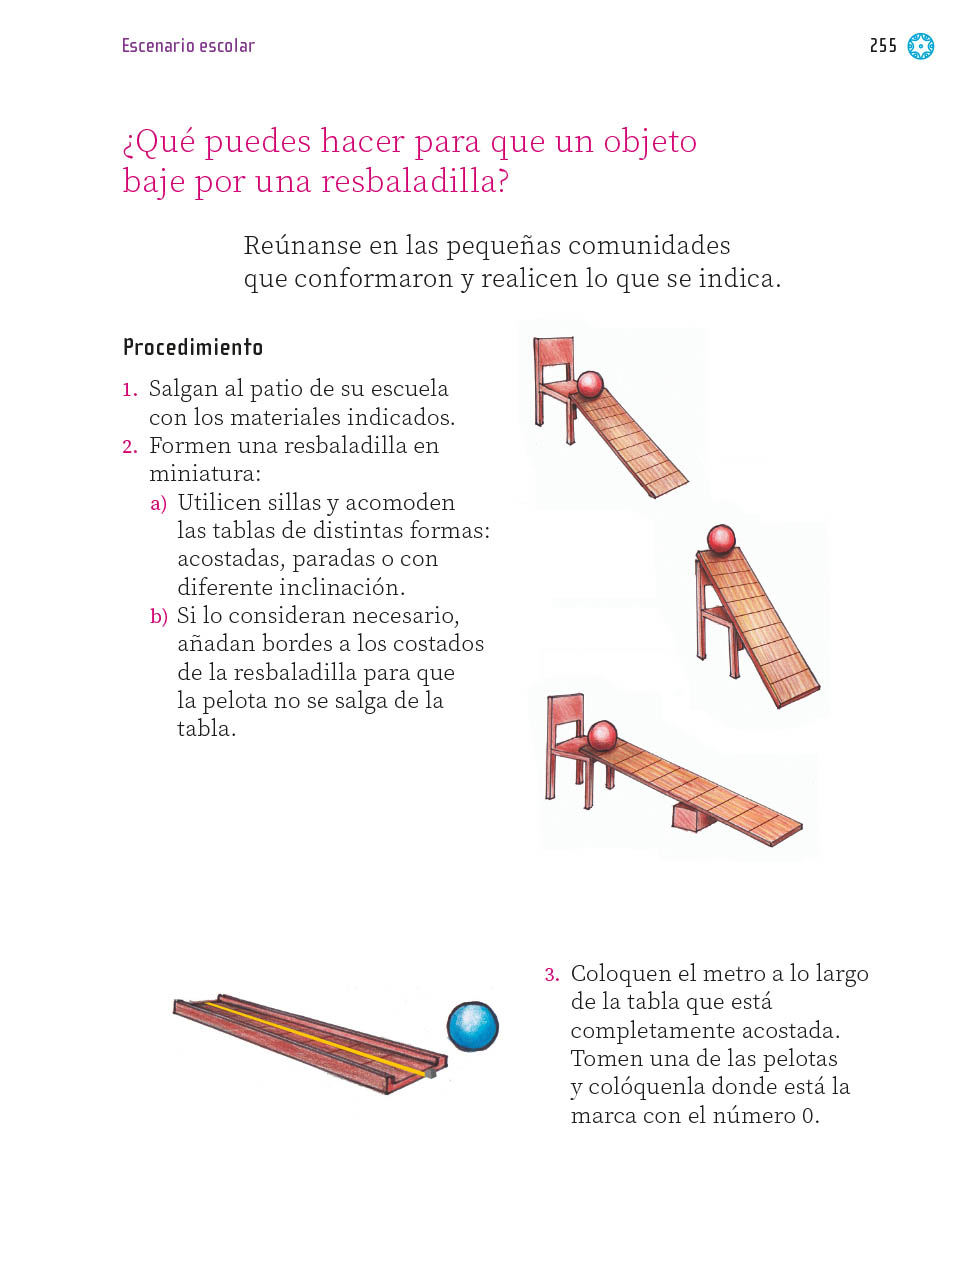 Escenario escolar
255
¿Qué puedes hacer para que un objeto
baje por una resbaladilla?
Reúnanse en las pequeñas comunidades
que conformaron y realicen lo que se indica.
Procedimiento
1. Salgan al patio de su escuela
con los materiales indicados.
2. Formen una resbaladilla en
miniatura:
a) Utilicen sillas y acomoden
las tablas de distintas formas:
acostadas, paradas o con
diferente inclinación.
b) Si lo consideran necesario,
añadan bordes a los costados
de la resbaladilla para que
la pelota no se salga de la
tabla.
3. Coloquen el metro a lo largo
de la tabla que está
completamente acostada.
Tomen una de las pelotas
y colóquenla donde está la
marca con el número 0.